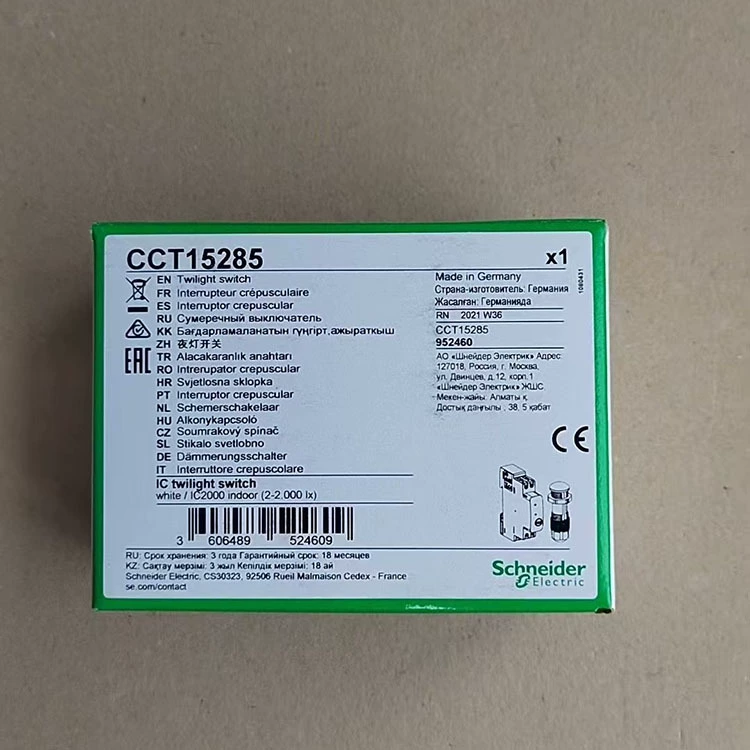 CCT15285
x1
EN Twilight switch
FR Interrupteur crépusculaire
ES Interruptor crepuscular
RU Сумеречный выключатель
KK Бағдарламаланатын гүңгірт,ажыраткыш
ZH 夜灯开关
TR Alacakaranlık anahtarı
RO Intrerupator crepuscular
HR Svjetlosna sklopka
PT Interruptor crepuscular
NL Schemerschakelaar
HU Alkonykapcsoló
CZ Soumrakový spínač
SL Stikalo svetlobno
DE Dämmerungsschalter
IT Interruttore crepuscolare
EAC
IC twilight switch
white / IC2000 indoor (2-2.000 lx)
3 606489 524609
Made in Germany
Страна-изготовитель: Германия
Жасалған: Германияда
RN 2021 W36
CCT15285
952460
АО «Шнейдер Электрик» Адрес:
127018, Россия, г. Москва,
ул. Двинцев, д.12, корп.1
«Шнейдер Электрик» ЖШС
Мекен-жайы: Алматы қ.
Достық даңғылы , 38, 5 қабат
1080431
CE
RU: Срок хранения: 3 года Гарантийный срок: 18 месяцев
KZ: Сақтау мерзімі: 3 жыл Кепілдік мерзімі: 18 ай
Schneider Electric, CS30323, 92506 Rueil Malmaison Cedex - France
se.com/contact
Schneider
Electric